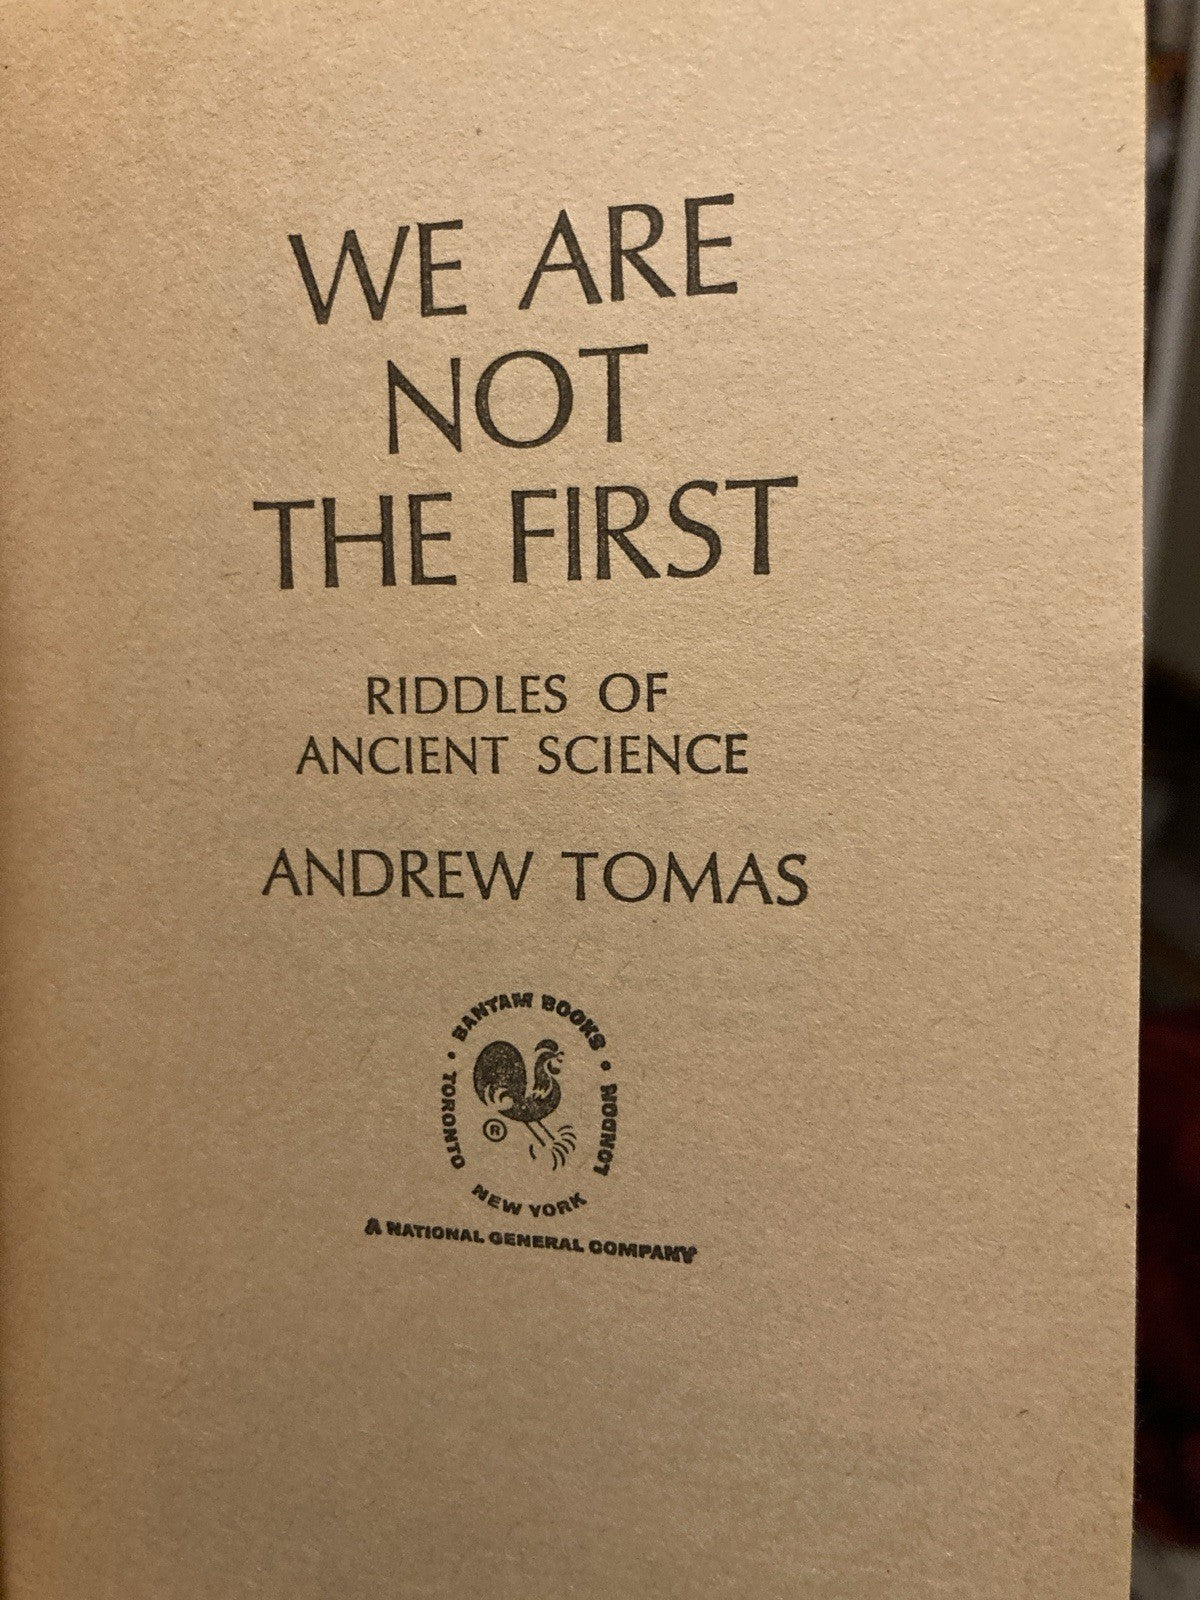 WE ARE
NOT
THE FIRST
RIDDLES OF
ANCIENT SCIENCE
ANDREW TOMAS
BANTAM BOOKS
TORONTO • • LONDON
®
NEW YORK
A NATIONAL GENERAL COMPANY